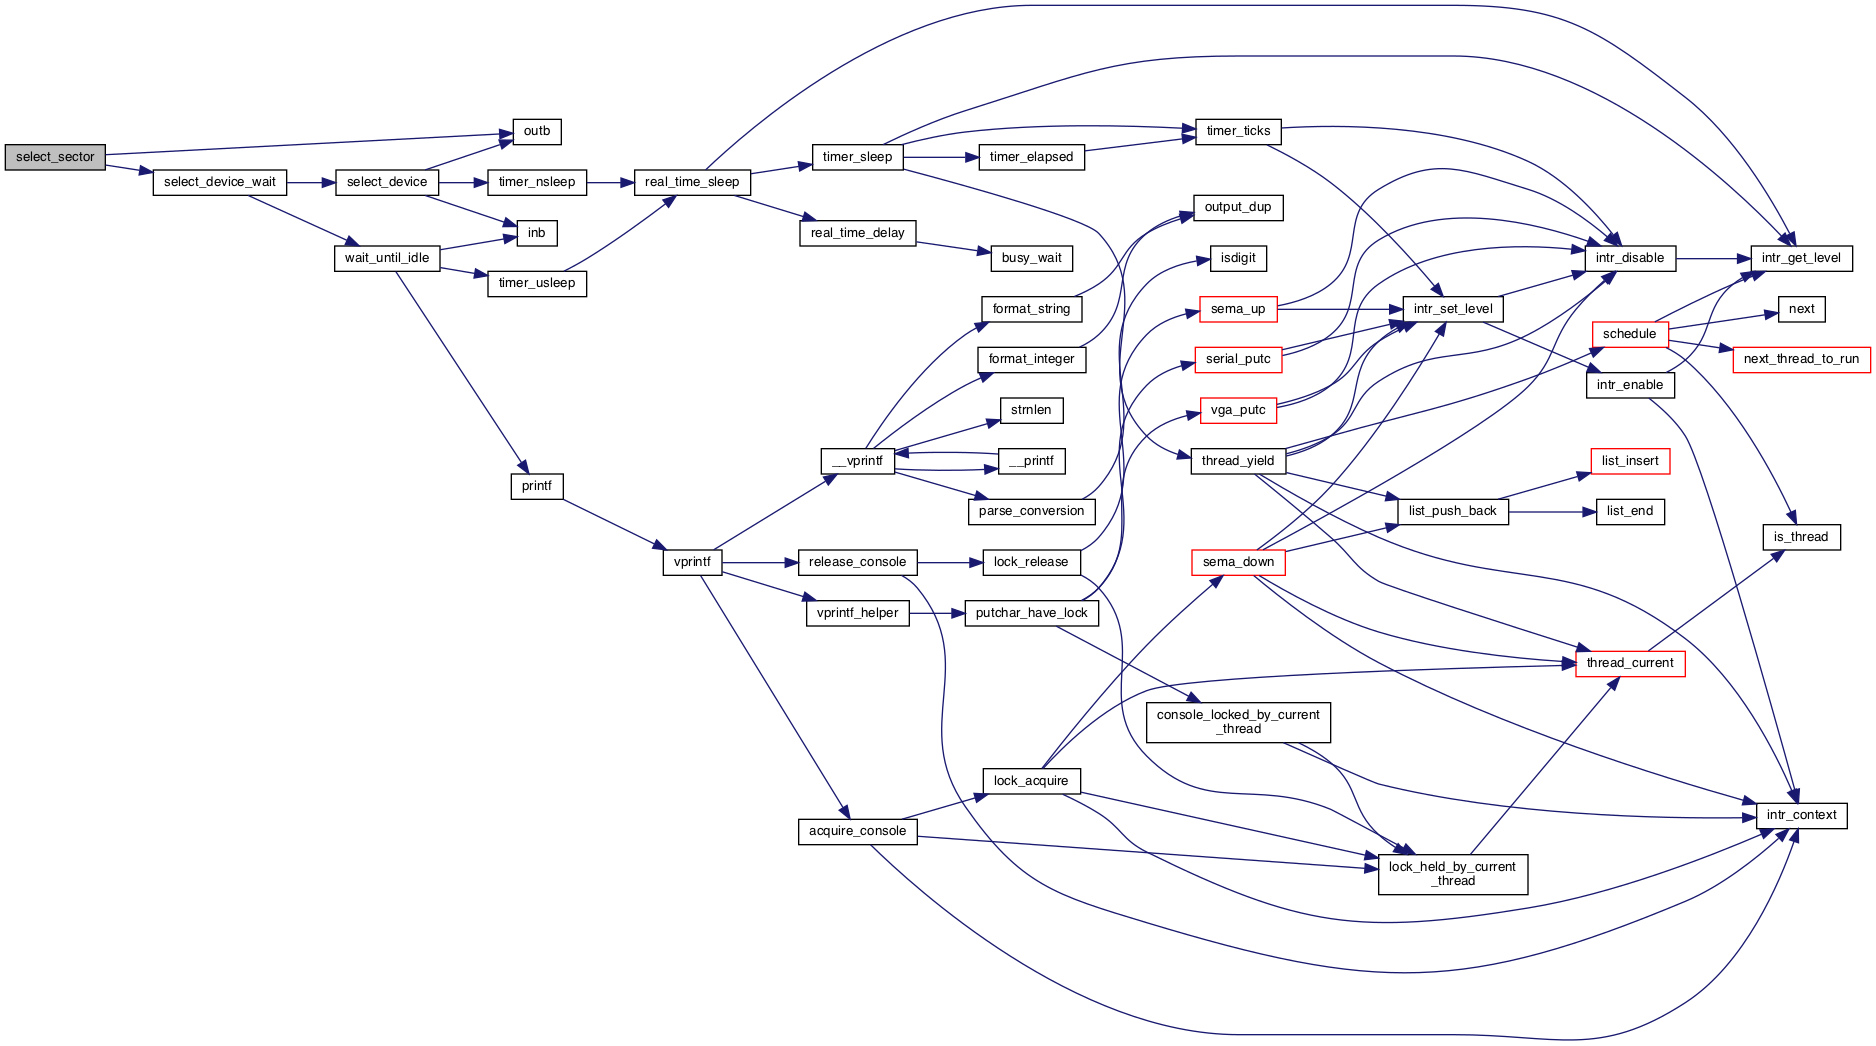 select_sector
outb
select_device_wait
select_device
timer_nsleep
inb
wait_until_idle
timer_usleep
printf
real_time_sleep
timer_sleep
timer_elapsed
real_time_delay
busy_wait
format_string
format_integer
strnlen
__vprintf
__printf
parse_conversion
vprintf
release_console
lock_release
vprintf_helper
putchar_have_lock
lock_acquire
acquire_console
timer_ticks
output_dup
isdigit
sema_up
serial_putc
vga_putc
thread_yield
sema_down
console_locked_by_current
_thread
intr_set_level
list_push_back
lock_held_by_current
_thread
intr_disable
schedule
intr_enable
list_insert
list_end
thread_current
intr_get_level
next
next_thread_to_run
is_thread
intr_context